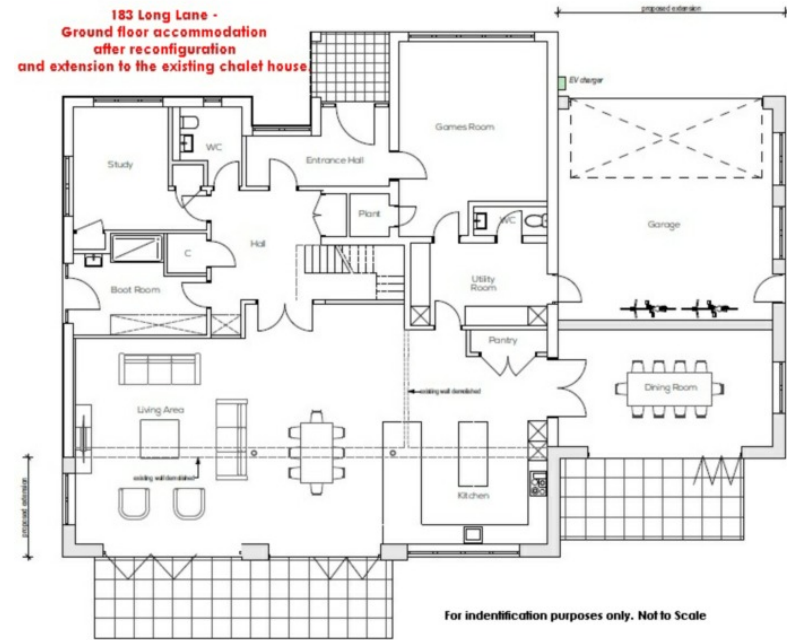 183 Long Lane -
Ground floor accommodation
after reconfiguration
and extension to the existing chalet house.
proposed extension
EV charger
Games Room
WC
Study
Entrance Hall
Plant
WC
Garage
Hall
C
Utility
Room
Boot Room
Pantry
existing wall demolished
Dining Room
Living Area
existing wall demolished
Kitchen
proposed extension
For indentification purposes only. Not to Scale